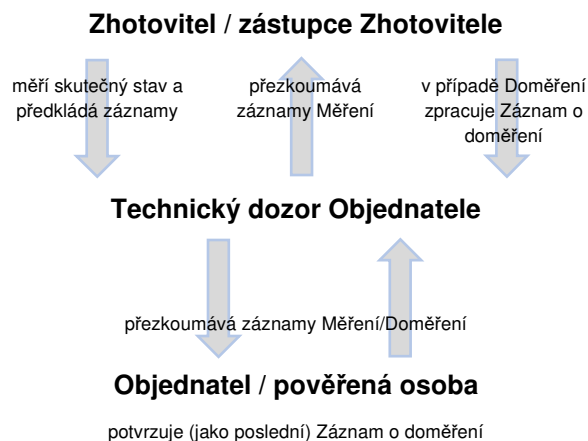 Zhotovitel / zástupce Zhotovitele
měří skutečný stav a
předkládá záznamy
přezkoumává
záznamy Měření
v případě Doměření
zpracuje Záznam o
doměření
Technický dozor Objednatele
přezkoumává záznamy Měření/Doměření
Objednatel / pověřená osoba
potvrzuje (jako poslední) Záznam o doměření